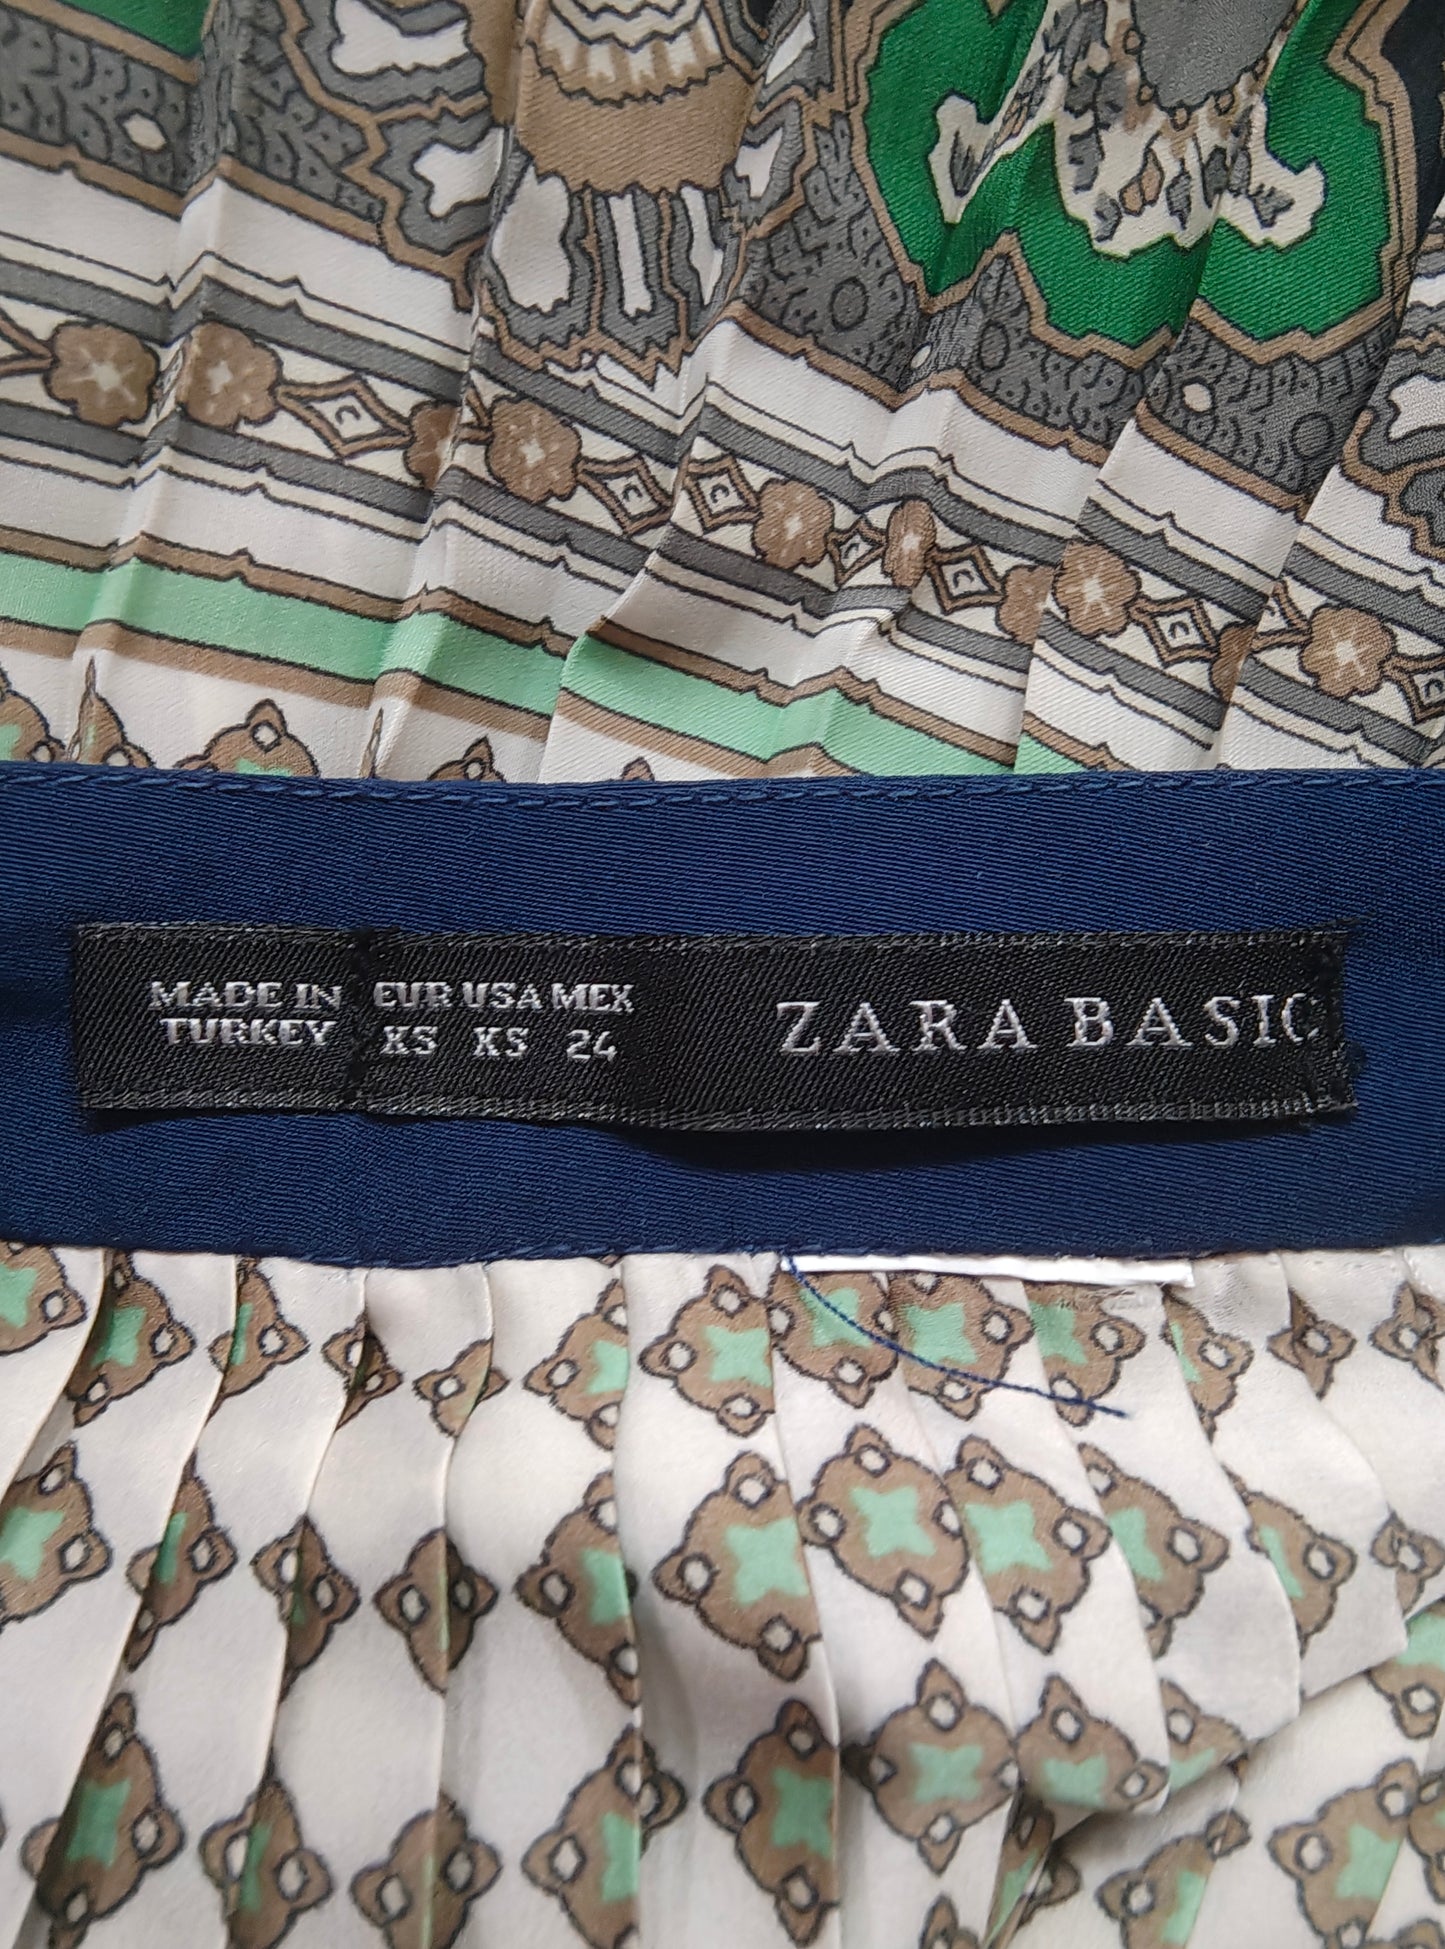 MADE IN
TURKEY
EUR USA MEX
XS XS 24
ZARA BASIC